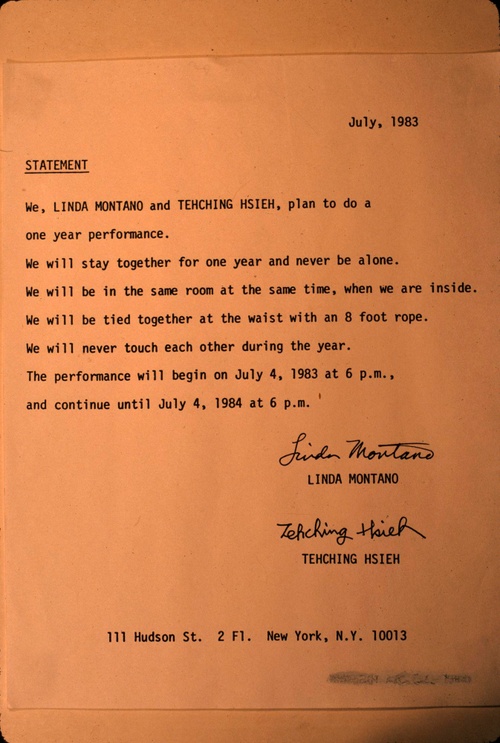 July, 1983
STATEMENT
We, LINDA MONTANO and TEHCHING HSIEH, plan to do a
one year performance.
We will stay together for one year and never be alone.
We will be in the same room at the same time, when we are inside.
We will be tied together at the waist with an 8 foot rope.
We will never touch each other during the year.
The performance will begin on July 4, 1983 at 6 p.m.,
and continue until July 4, 1984 at 6 p.m.
Linda Montano
LINDA MONTANO
Tehching Hsieh
TEHCHING HSIEH
111 Hudson St. 2 Fl. New York, N.Y. 10013